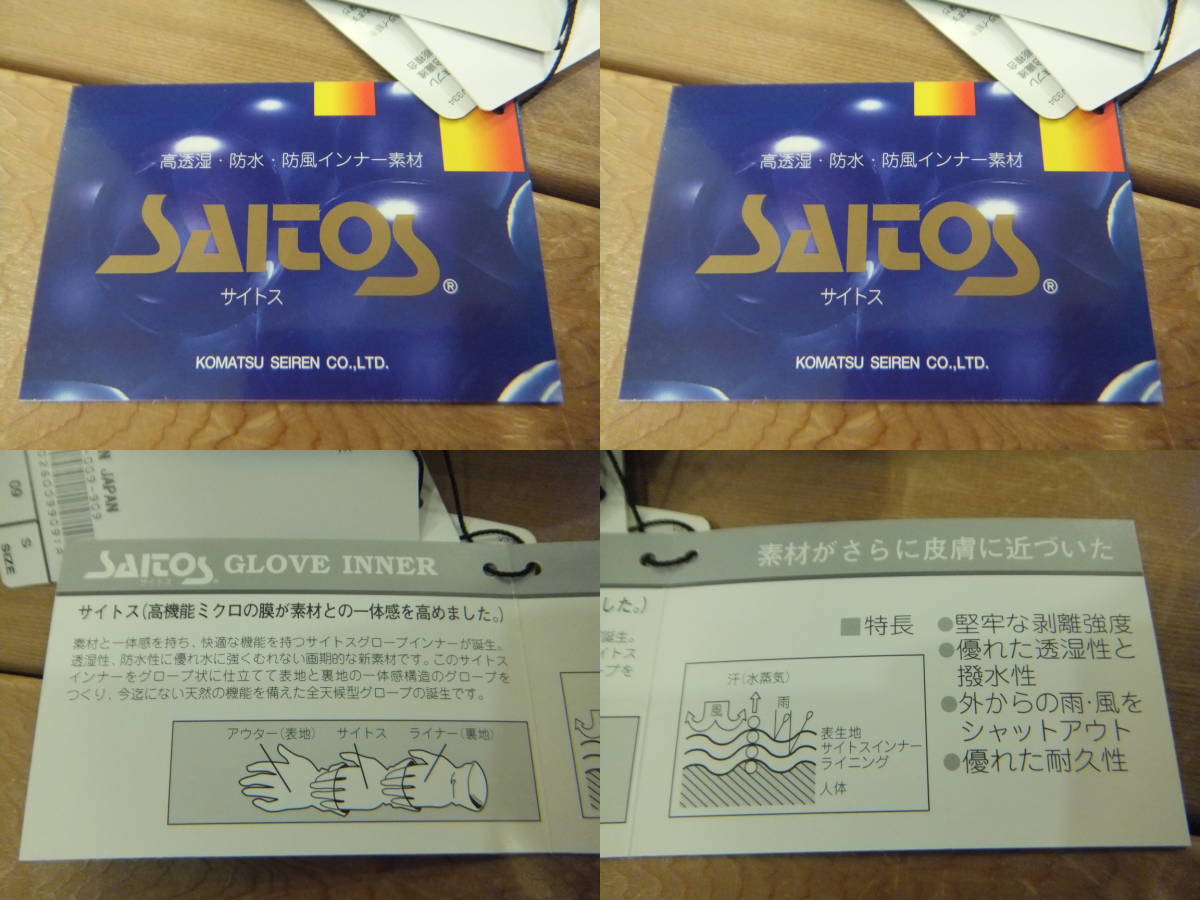 高透湿・防水・防風インナー素材
SAITOS®
サイトス
KOMATSU SEIREN CO.,LTD.
高透湿・防水・防風インナー素材
SAITOS®
サイトス
KOMATSU SEIREN CO.,LTD.
JAPAN
09
S
SIZE
SAITOS® GLOVE INNER
サイトス
サイトス(高機能ミクロの膜が素材との一体感を高めました。)
素材と一体感を持ち、快適な機能を持つサイトスグローブインナーが誕生。
透湿性、防水性に優れ水に強くむれない画期的な新素材です。このサイトス
インナーをグローブ状に仕立てて表地と裏地の一体感構造のグローブを
つくり、今迄にない天然の機能を備えた全天候型グローブの誕生です。
アウター(表地)
サイトス
ライナー(裏地)
素材がさらに皮膚に近づいた
した。)
誕生。
イトス
ブを
■特長
●堅牢な剥離強度
●優れた透湿性と
撥水性
●外からの雨・風を
シャットアウト
●優れた耐久性
汗(水蒸気)
風
雨
表生地
サイトスインナー
ライニング
人体